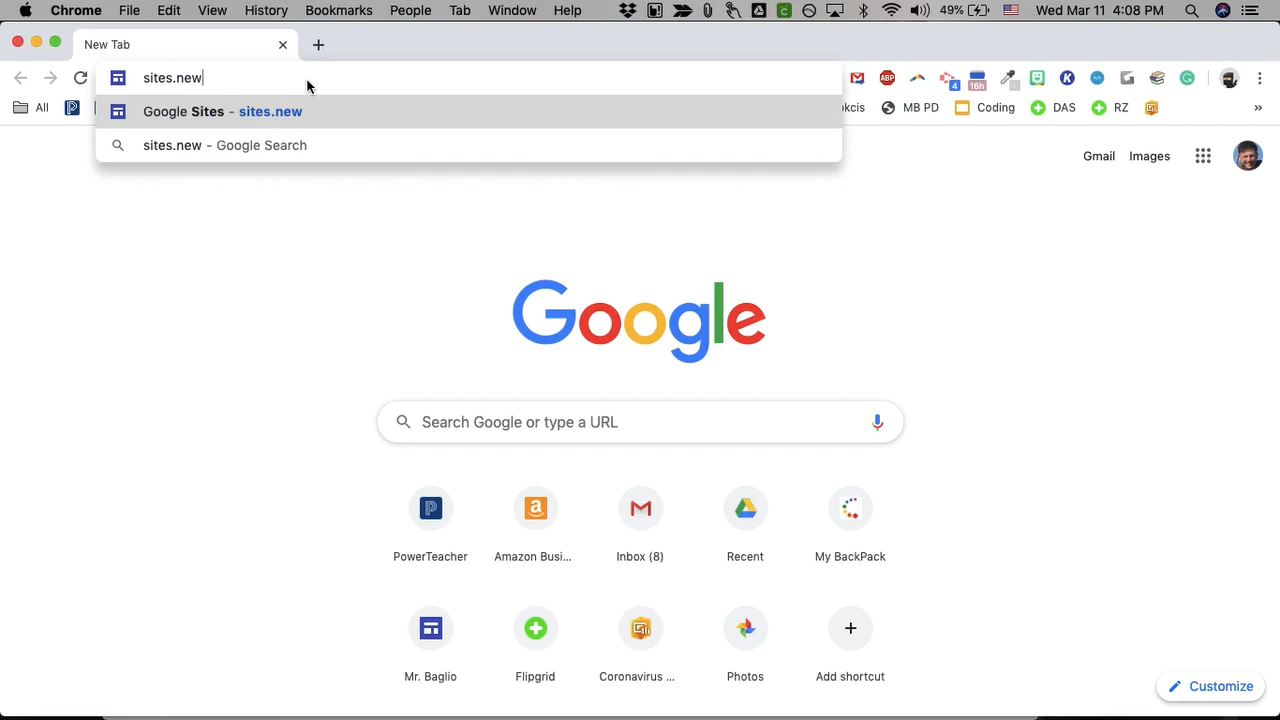 Chrome File Edit View History Bookmarks People Tab Window Help 49% Wed Mar 11 4:08 PM
New Tab
sites.new
ABP 4 16h
Google Sites - sites.new
All okcis MB PD Coding DAS RZ »
sites.new - Google Search
Gmail Images
Google
Search Google or type a URL
PowerTeacher Amazon Busi... Inbox (8) Recent My BackPack
Mr. Baglio Flipgrid Coronavirus ... Photos Add shortcut
Customize